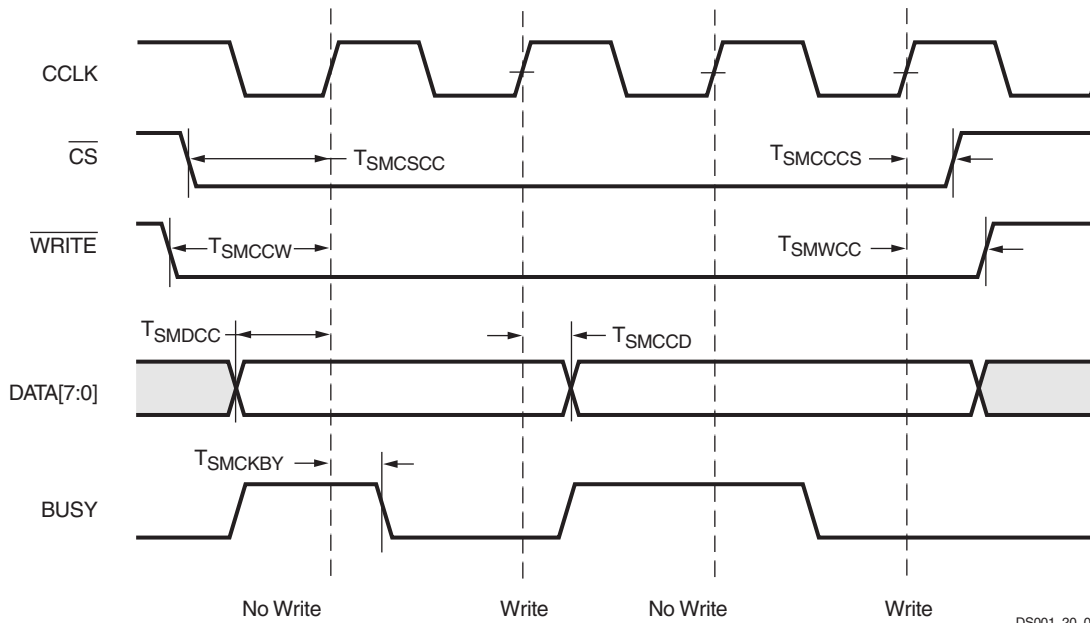 CCLK
CS
TSMCSCC
TSMCCCS
WRITE
TSMCCW
TSMWCC
TSMDCC
TSMCCD
DATA[7:0]
TSMCKBY
BUSY
No Write
Write
No Write
Write